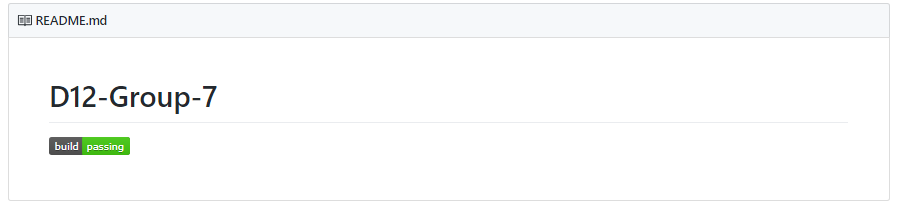 README.md
D12-Group-7
build passing